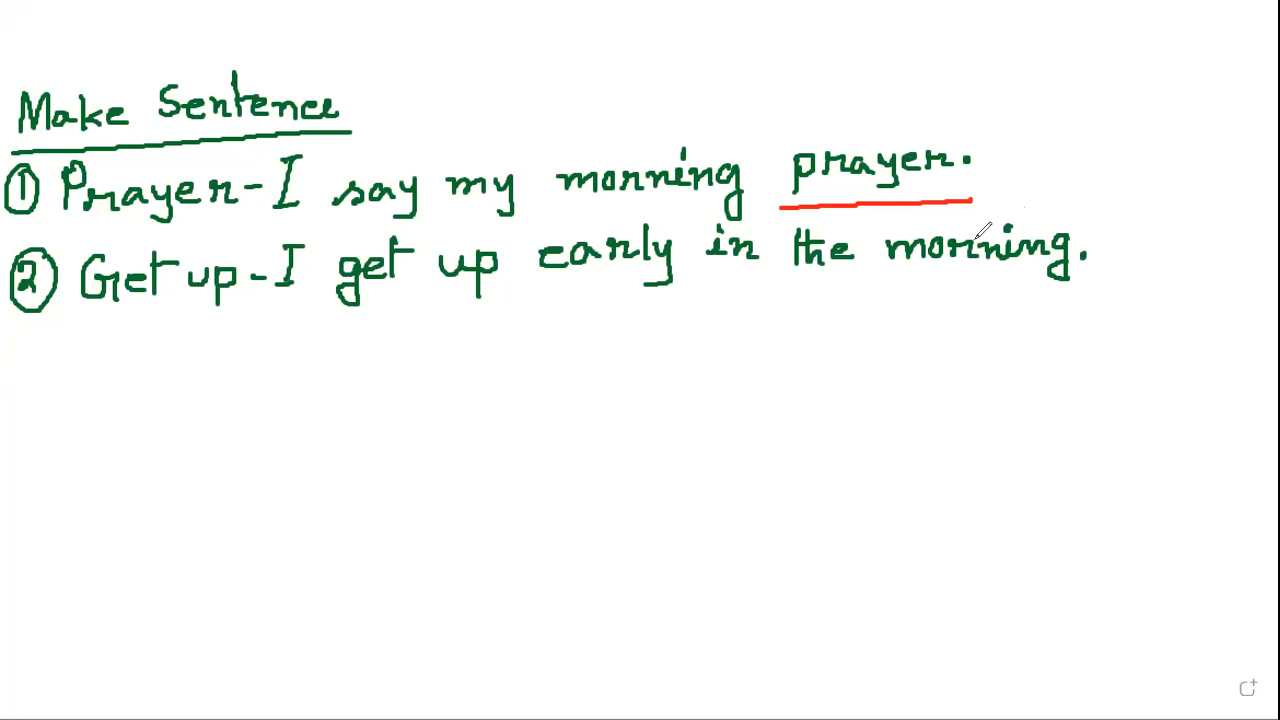 Make Sentence
① Prayer-I say my morning prayer.
② Get up-I get up early in the morning.